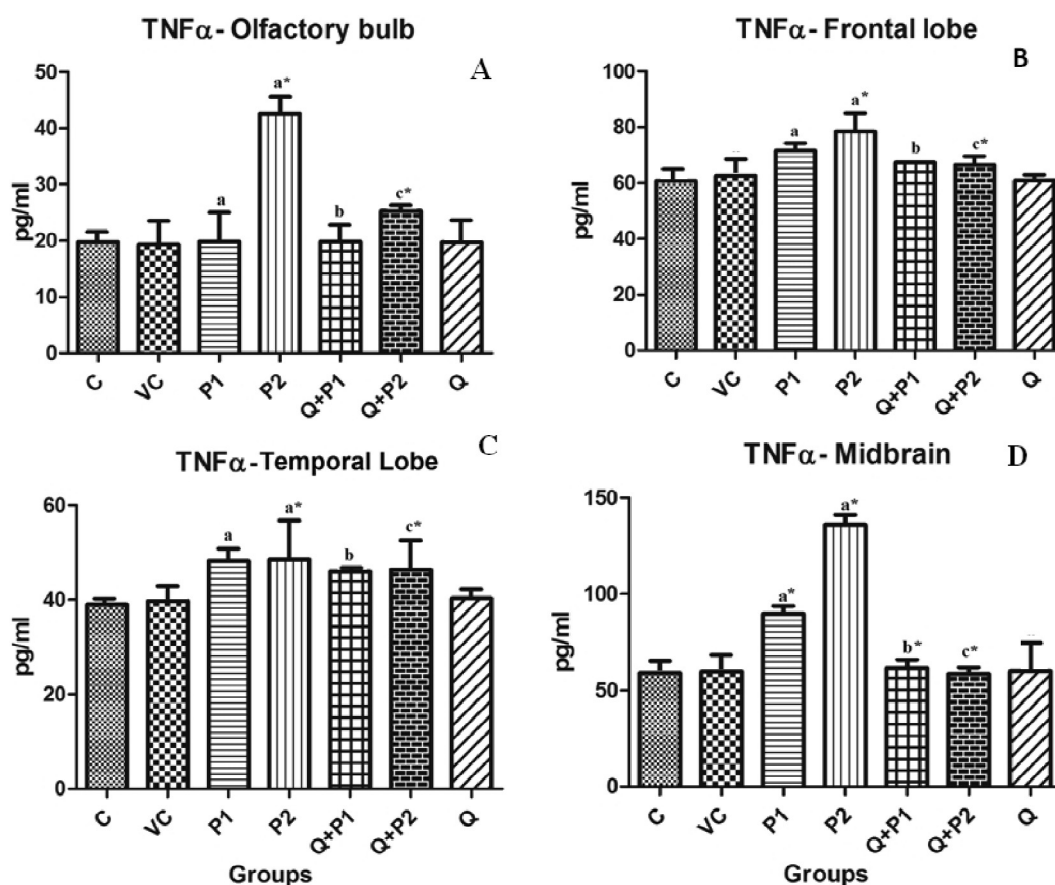 TNFα- Olfactory bulb
A
pg/ml
50
40
30
20
10
0
a
a*
b
c*
C
VC
P1
P2
Q+P1
Q+P2
Q
TNFα- Frontal lobe
B
pg/ml
100
80
60
40
20
0
a
a*
b
c*
C
VC
P1
P2
Q+P1
Q+P2
Q
TNFα-Temporal Lobe
C
pg/ml
60
40
20
0
a
a*
b
c*
C
VC
P1
P2
Q+P1
Q+P2
Q
Groups
TNFα- Midbrain
D
pg/ml
150
100
50
0
a*
a*
b*
c*
C
VC
P1
P2
Q+P1
Q+P2
Q
Groups